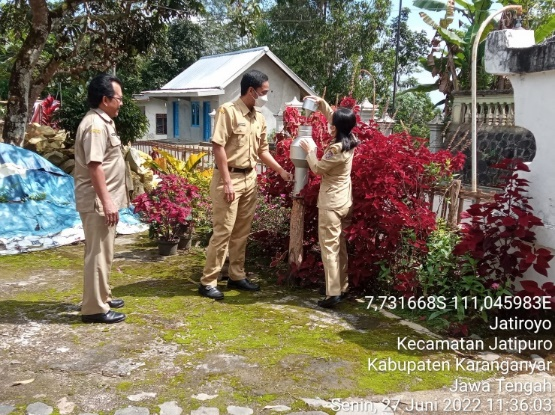 7,731668S 111,045983E
Jatiroyo
Kecamatan Jatipuro
Kabupaten Karanganyar
Jawa Tengah
Senin, 27 Juni 2022 11:36:03